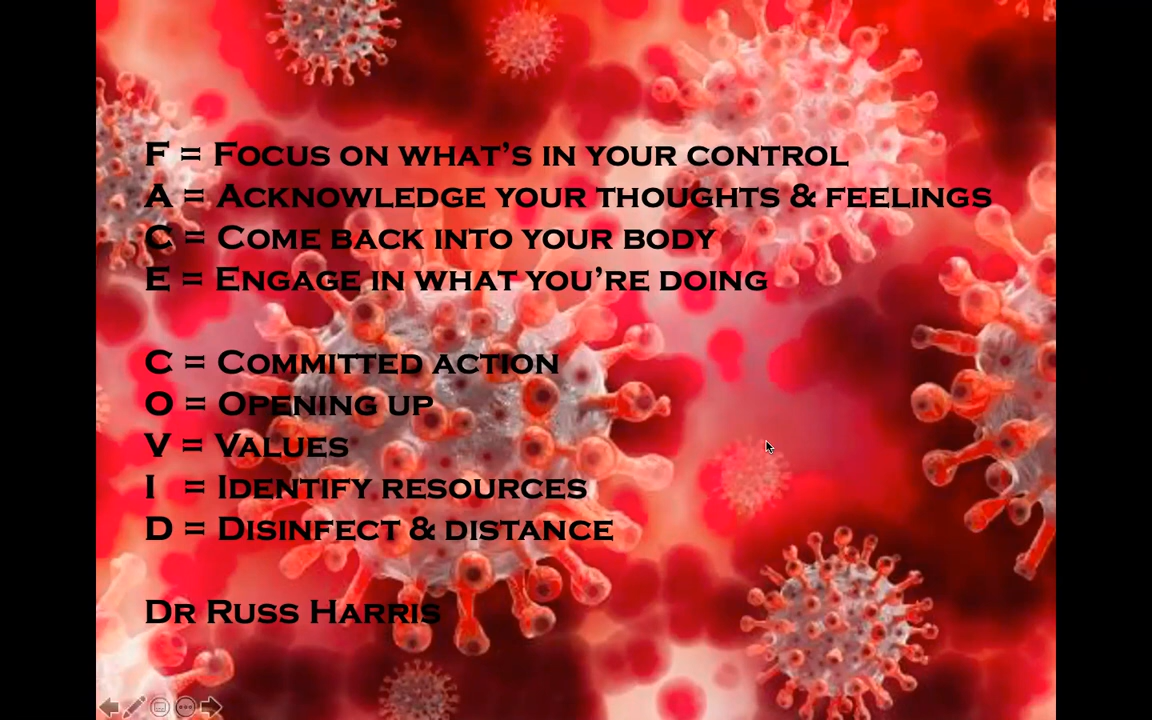 F = Focus on what's in your control
A = Acknowledge your thoughts & feelings
C = Come back into your body
E = Engage in what you're doing
C = Committed action
O = Opening up
V = Values
I = Identify resources
D = Disinfect & distance
Dr Russ Harris